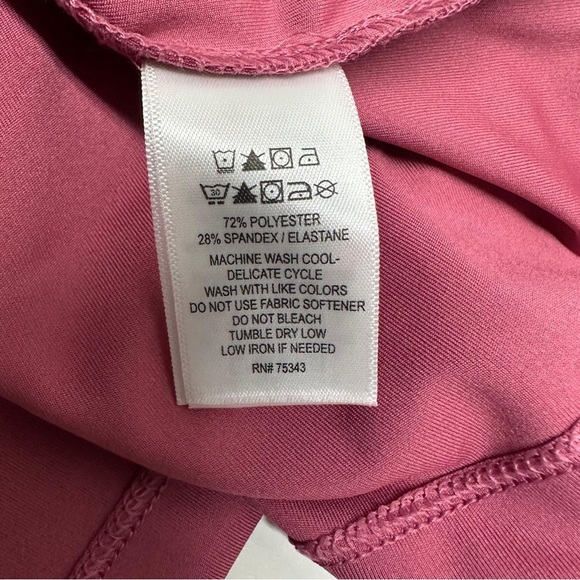 30
72% POLYESTER
28% SPANDEX / ELASTANE
MACHINE WASH COOL-
DELICATE CYCLE
WASH WITH LIKE COLORS
DO NOT USE FABRIC SOFTENER
DO NOT BLEACH
TUMBLE DRY LOW
LOW IRON IF NEEDED
RN# 75343